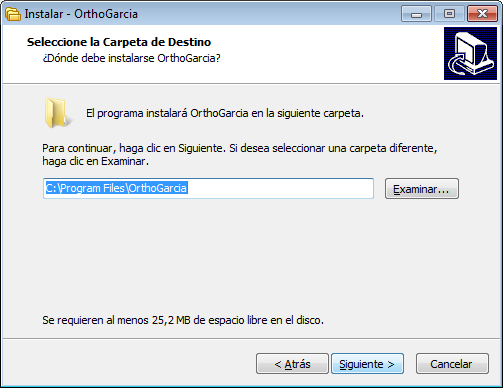 Instalar - OrthoGarcia
Seleccione la Carpeta de Destino
¿Dónde debe instalarse OrthoGarcia?
El programa instalará OrthoGarcia en la siguiente carpeta.
Para continuar, haga clic en Siguiente. Si desea seleccionar una carpeta diferente,
haga clic en Examinar.
C:\Program Files\OrthoGarcia
Examinar...
Se requieren al menos 25,2 MB de espacio libre en el disco.
< Atrás
Siguiente >
Cancelar